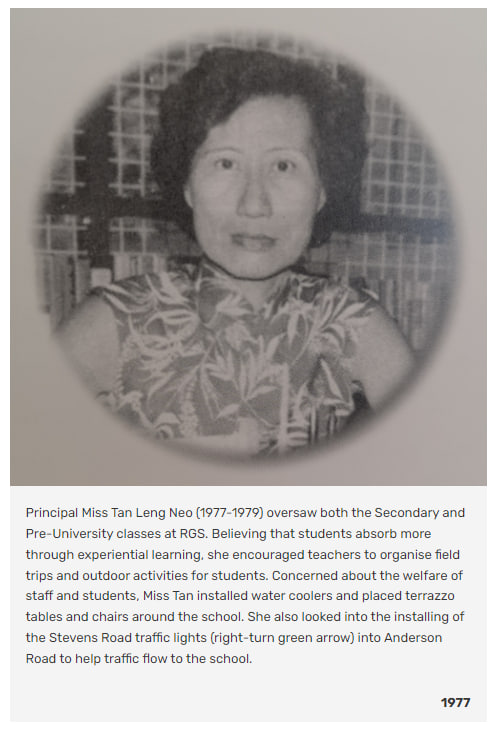 Principal Miss Tan Leng Neo (1977-1979) oversaw both the Secondary and
Pre-University classes at RGS. Believing that students absorb more
through experiential learning, she encouraged teachers to organise field
trips and outdoor activities for students. Concerned about the welfare of
staff and students, Miss Tan installed water coolers and placed terrazzo
tables and chairs around the school. She also looked into the installing of
the Stevens Road traffic lights (right-turn green arrow) into Anderson
Road to help traffic flow to the school.
1977